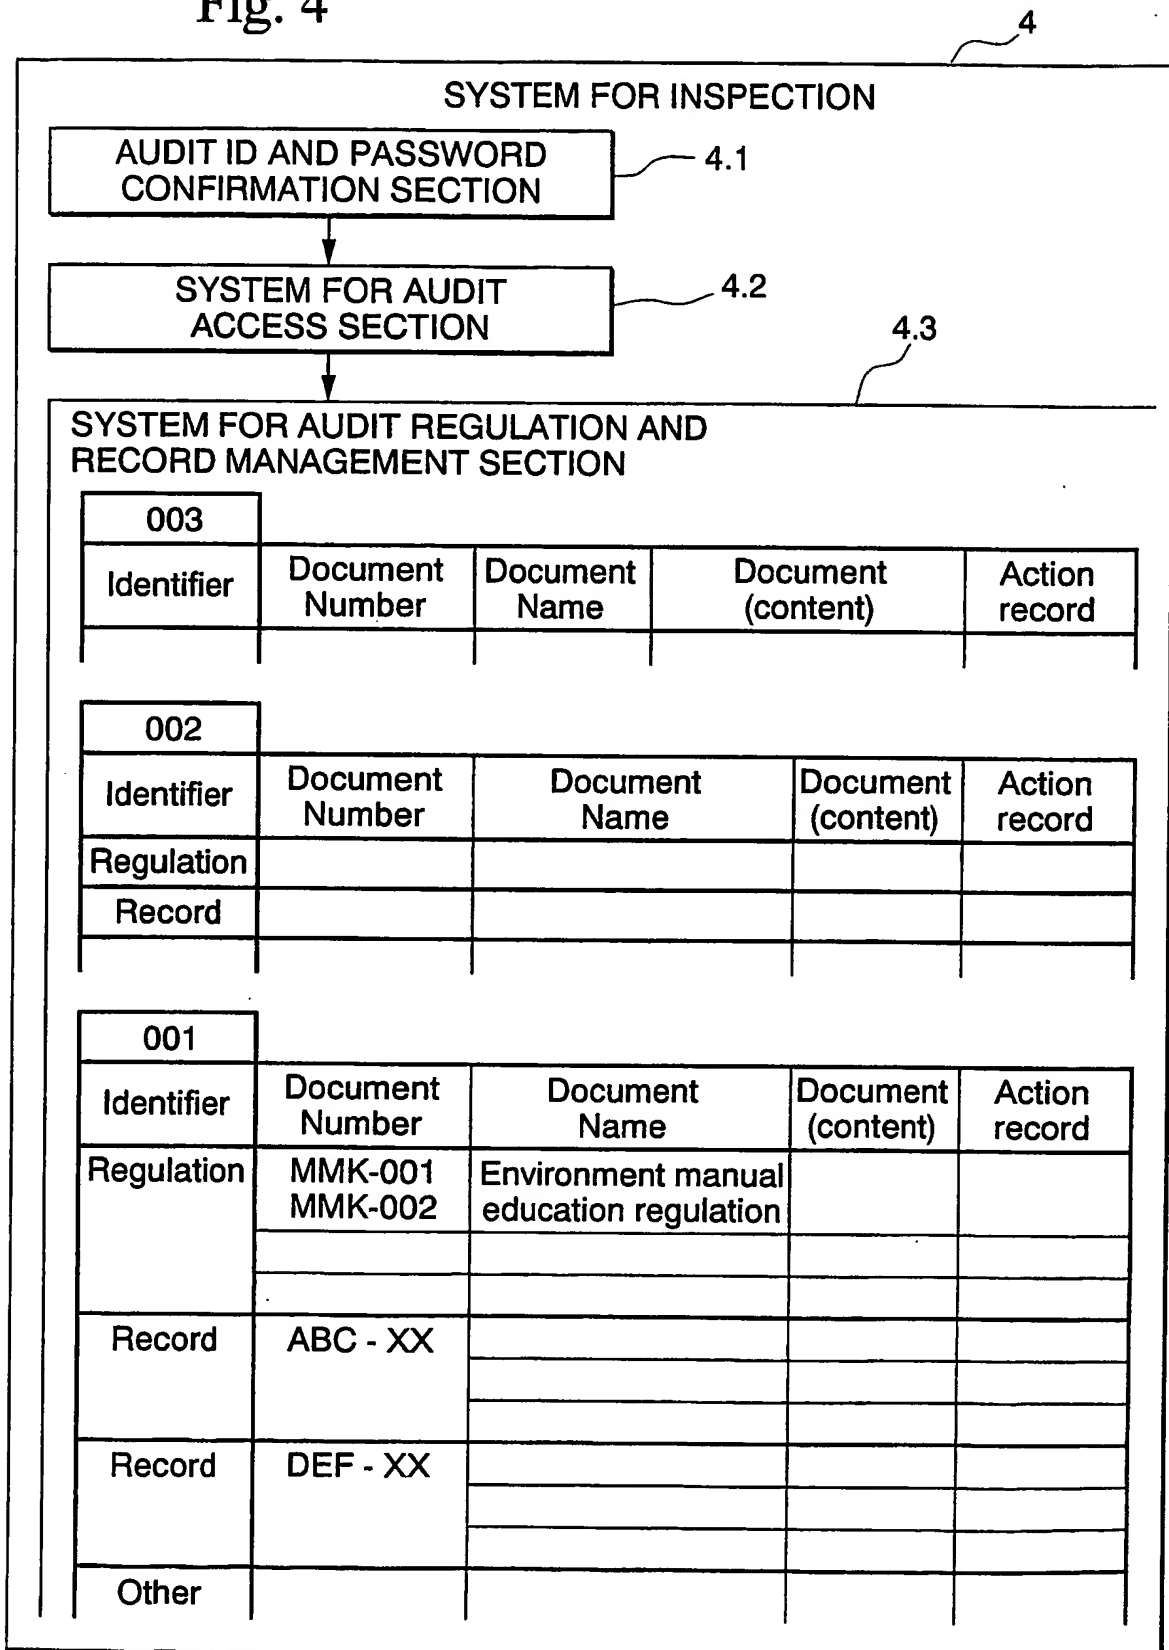 Fig. 4
4
SYSTEM FOR INSPECTION
AUDIT ID AND PASSWORD
CONFIRMATION SECTION
4.1
SYSTEM FOR AUDIT
ACCESS SECTION
4.2
4.3
SYSTEM FOR AUDIT REGULATION AND
RECORD MANAGEMENT SECTION
003
Identifier
Document
Number
Document
Name
Document
(content)
Action
record
002
Identifier
Document
Number
Document
Name
Document
(content)
Action
record
Regulation
Record
001
Identifier
Document
Number
Document
Name
Document
(content)
Action
record
Regulation
MMK-001
MMK-002
Environment manual
education regulation
Record
ABC - XX
Record
DEF - XX
Other